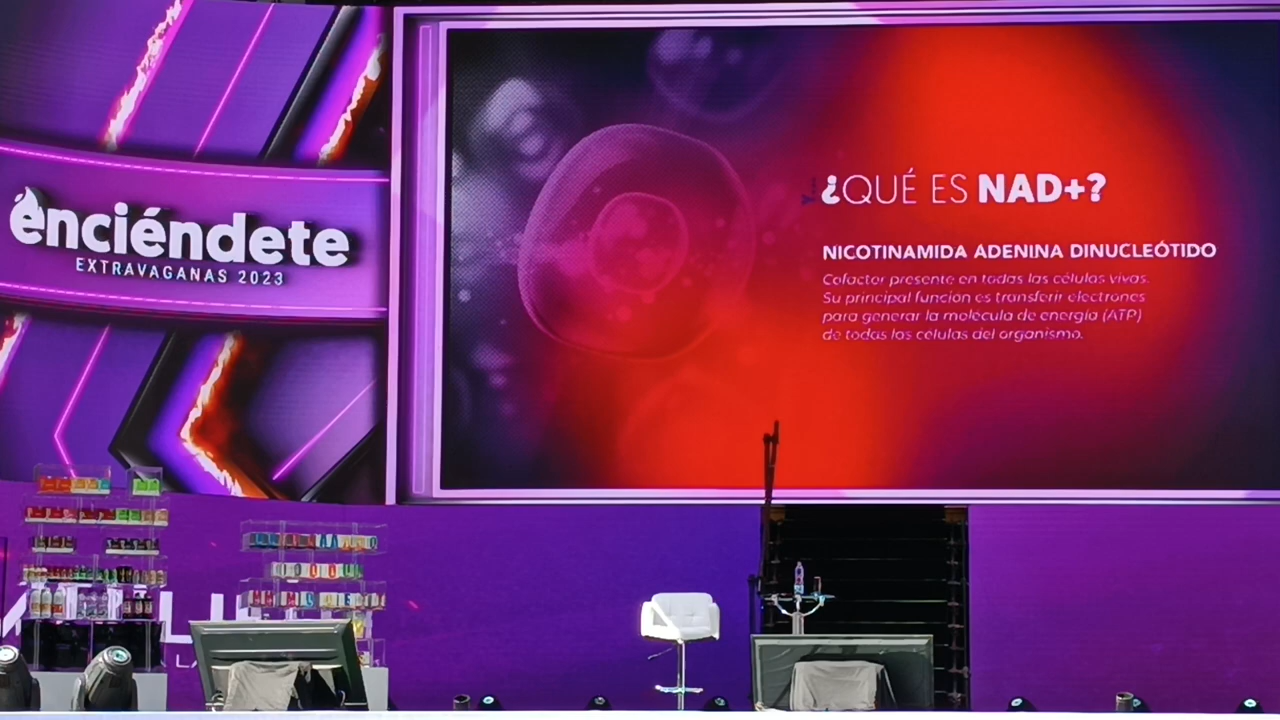 enciéndete
EXTRAVAGANAS 2023
¿QUÉ ES NAD+?
NICOTINAMIDA ADENINA DINUCLEÓTIDO
Cofactor presente en todas las células vivas.
Su principal función es transferir electrones
para generar la molécula de energía (ATP)
de todas las células del organismo.